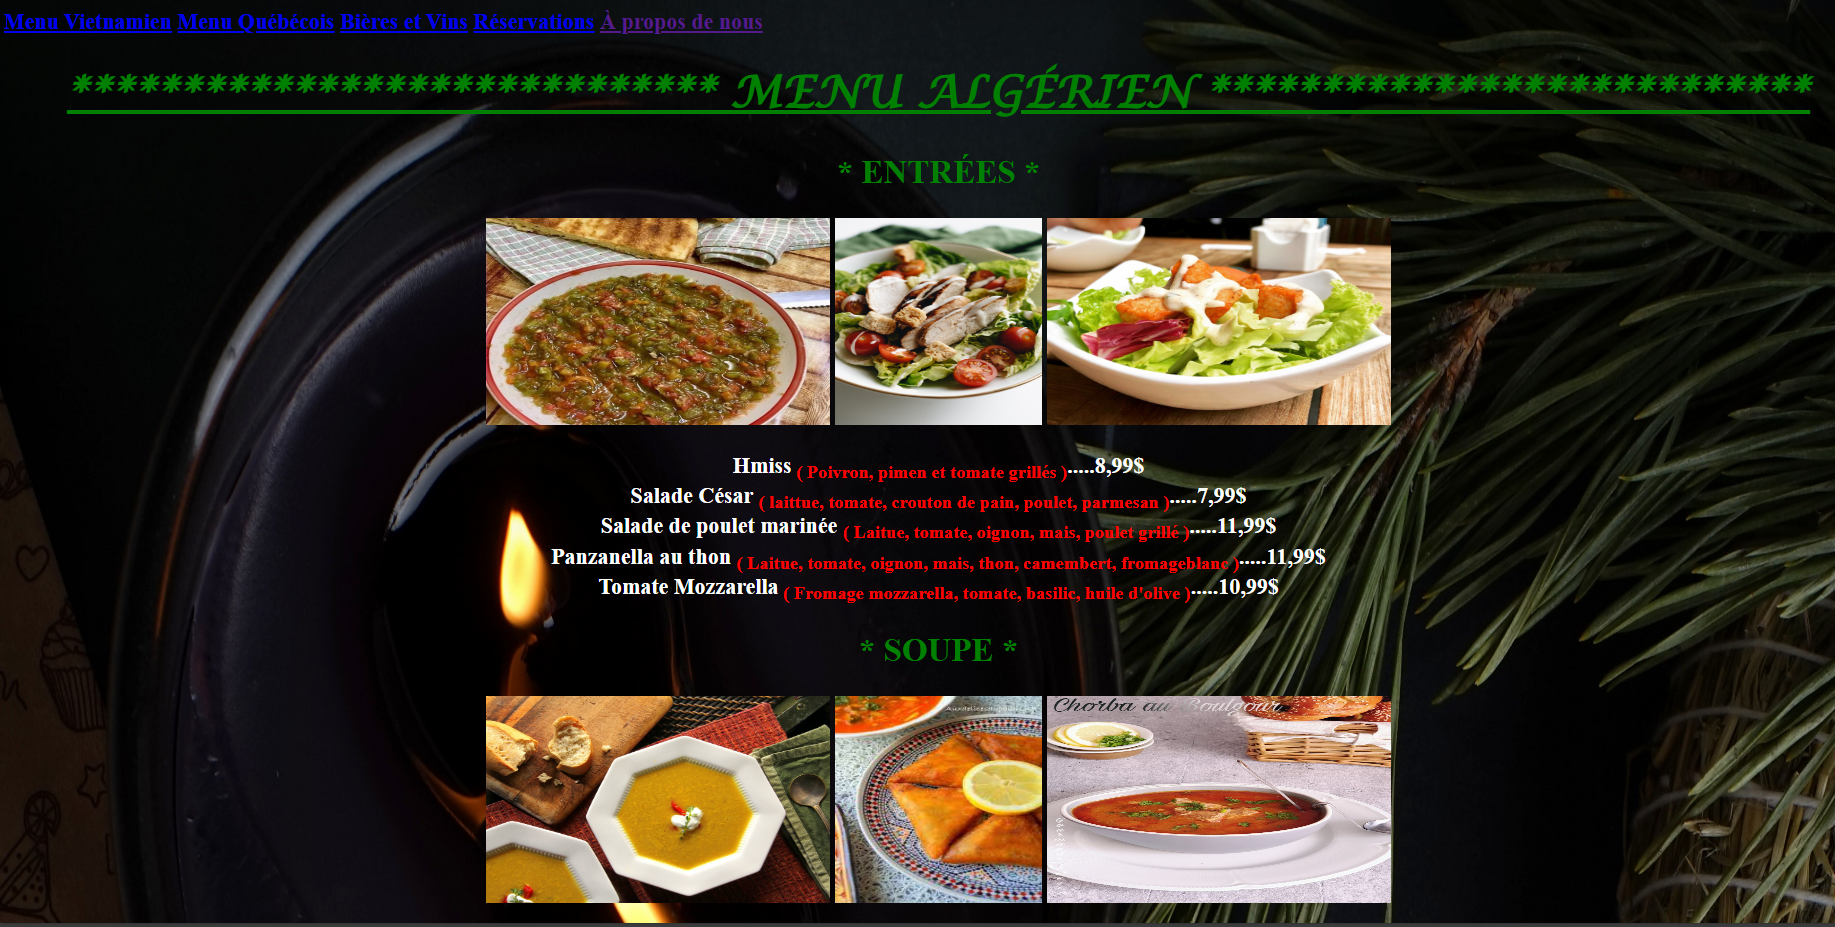 Menu Vietnamien Menu Québécois Bières et Vins Réservations À propos de nous
****************************** MENU ALGÉRIEN ****************************
* ENTRÉES *
Hmiss ( Poivron, pimen et tomate grillés ).....8,99$
Salade César ( laittue, tomate, crouton de pain, poulet, parmesan ).....7,99$
Salade de poulet marinée ( Laitue, tomate, oignon, mais, poulet grillé ).....11,99$
Panzanella au thon ( Laitue, tomate, oignon, mais, thon, camembert, fromageblanc ).....11,99$
Tomate Mozzarella ( Fromage mozzarella, tomate, basilic, huile d'olive ).....10,99$
* SOUPE *
Chorba au Boulgour